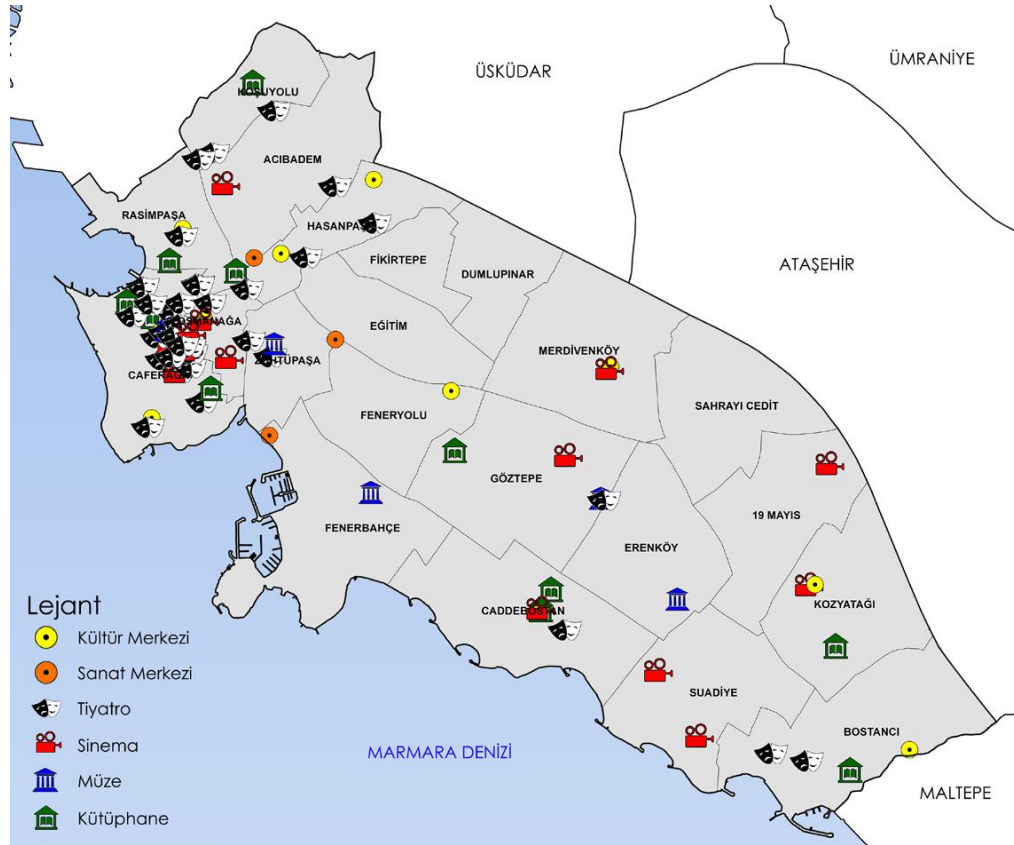 ÜSKÜDAR
ÜMRANİYE
KOŞUYOLU
ACIBADEM
RASİMPAŞA
HASANPAŞA
FİKİRTEPE
DUMLUPINAR
ATAŞEHİR
OSMANAĞA
EĞİTİM
MERDİVENKÖY
ZÜHTÜPAŞA
CAFERAĞA
SAHRAYI CEDİT
FENERYOLU
GÖZTEPE
19 MAYIS
FENERBAHÇE
ERENKÖY
CADDEBOSTAN
KOZYATAĞI
SUADİYE
BOSTANCI
MARMARA DENİZİ
MALTEPE
Lejant
Kültür Merkezi
Sanat Merkezi
Tiyatro
Sinema
Müze
Kütüphane